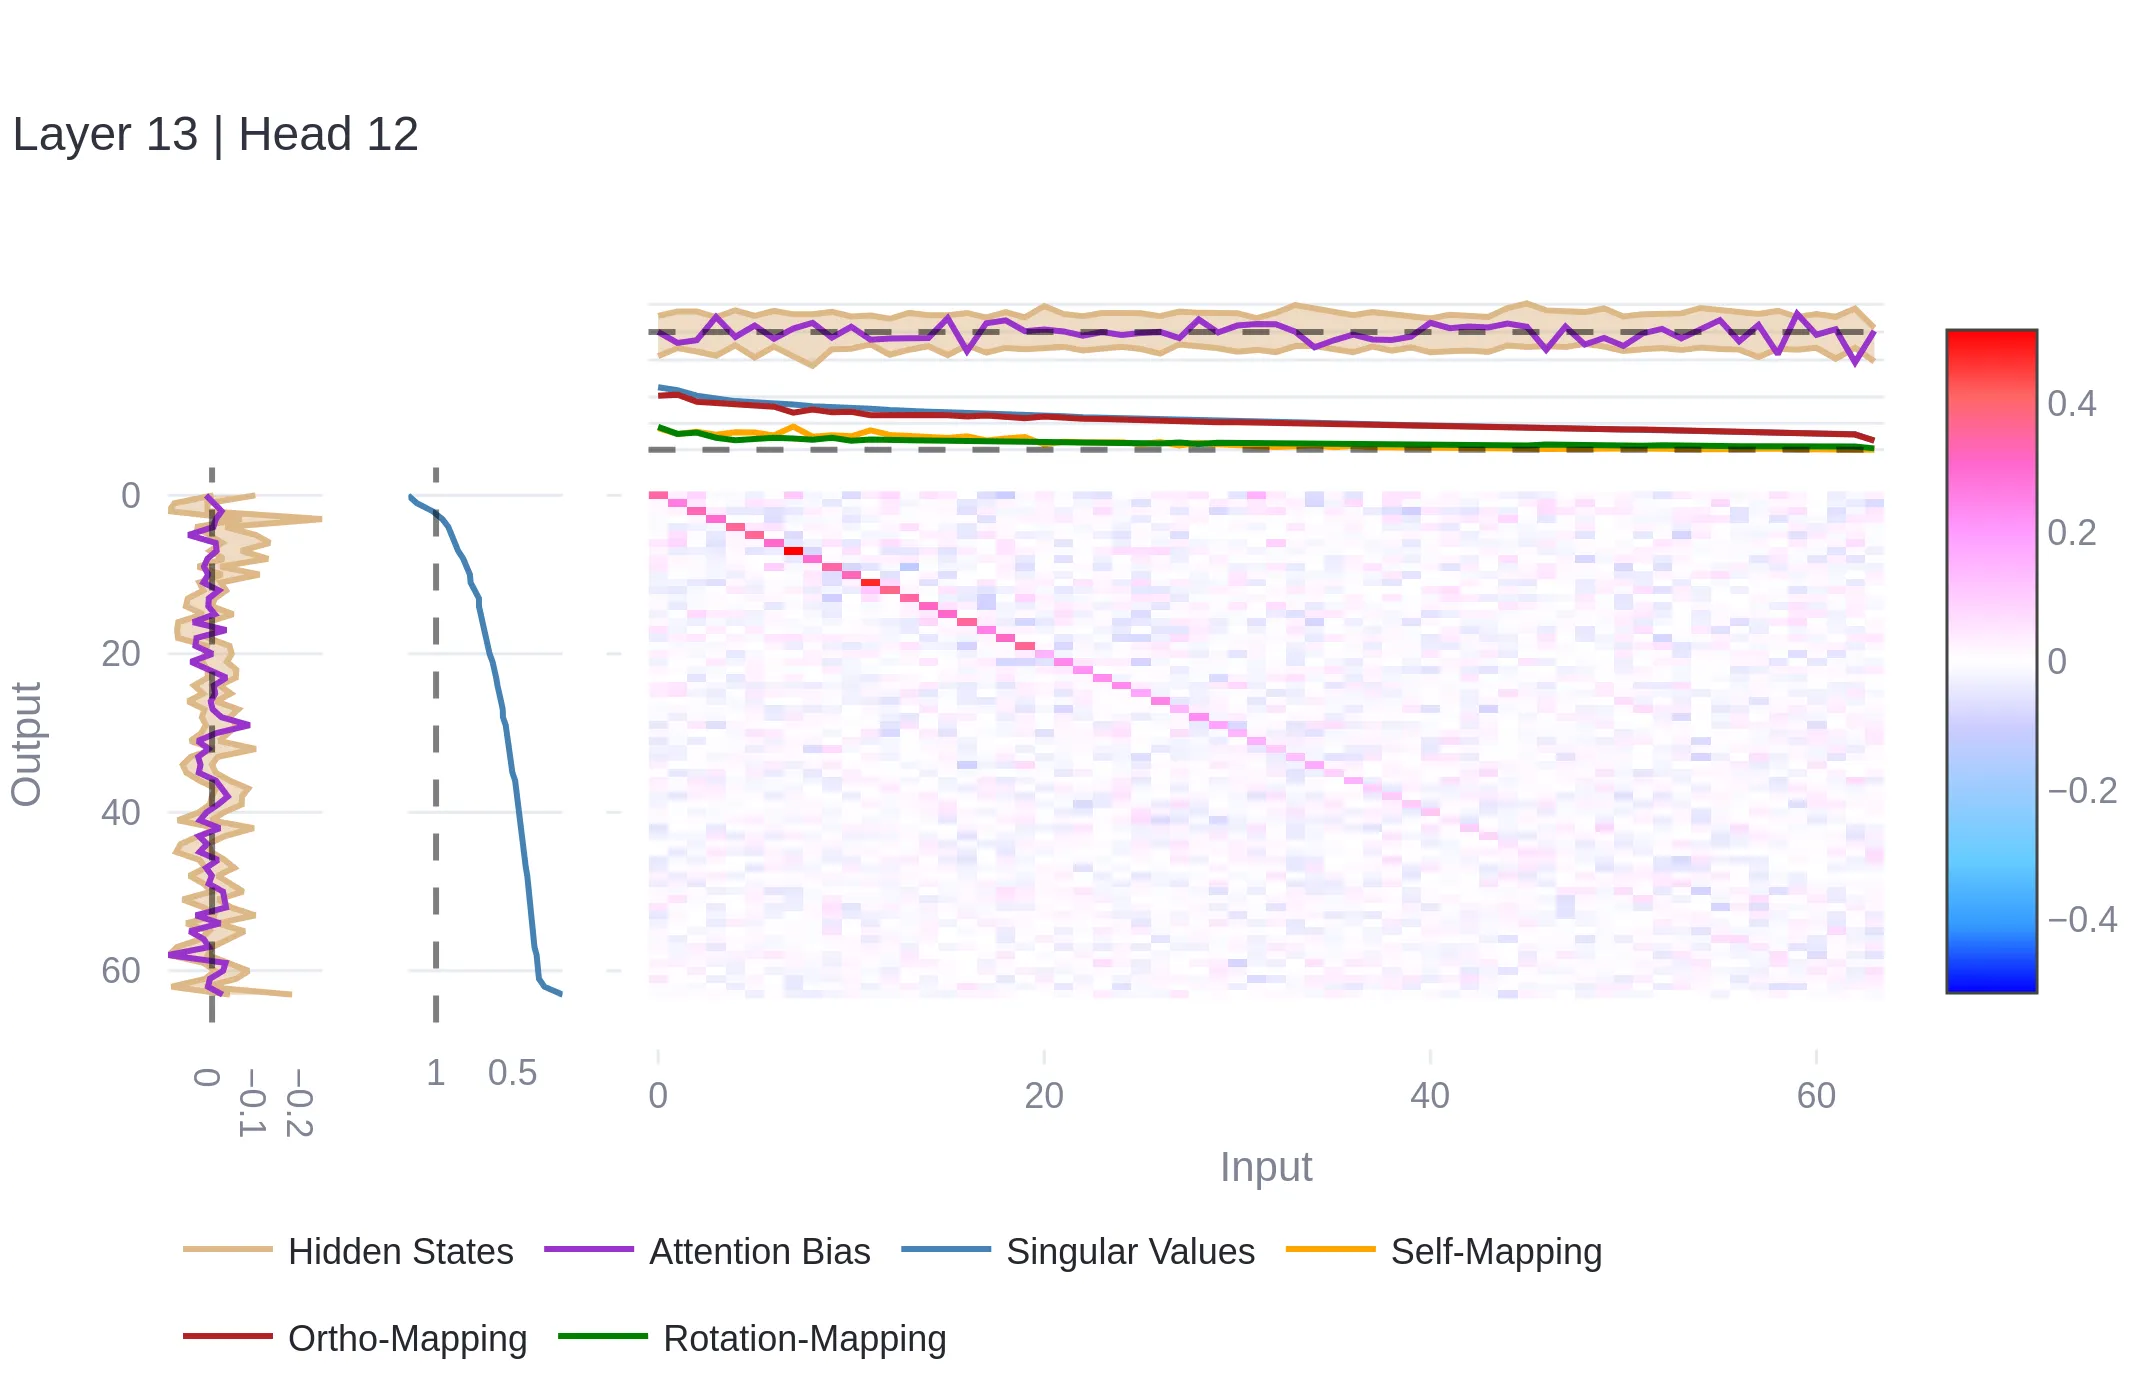 Layer 13 | Head 12
0
20
40
60
Output
0
−0.1
−0.2
1
0.5
0
20
40
60
Input
0.4
0.2
0
−0.2
−0.4
Hidden States
Attention Bias
Singular Values
Self-Mapping
Ortho-Mapping
Rotation-Mapping